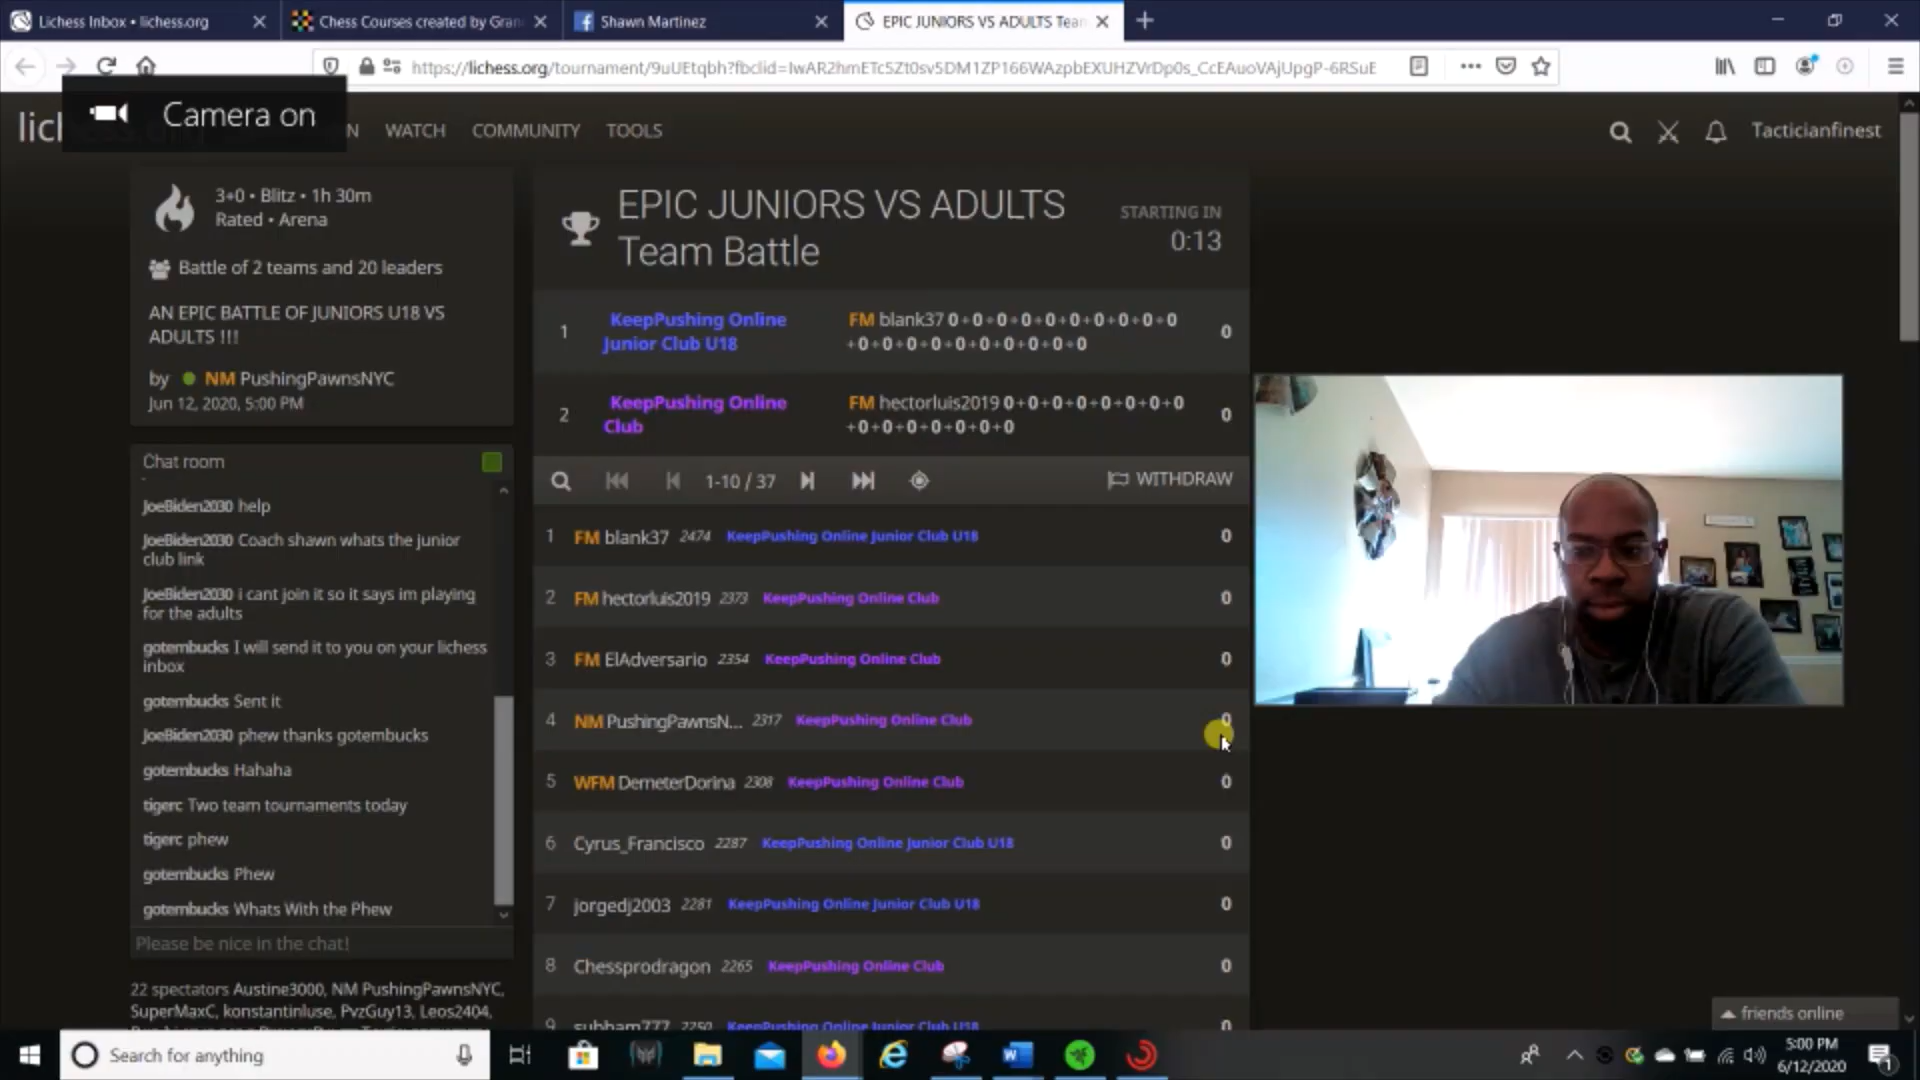 Lichess Inbox • lichess.org
Chess Courses created by Gran
Shawn Martinez
EPIC JUNIORS VS ADULTS Tea
https://lichess.org/tournament/9uUEtqbh?fbclid=IwAR2hmETc5Zt0sv5DM1ZP166WAzpbEXUHZVrDp0s_CcEAuoVAjUpgP-6RSuE
Camera on
lic
N WATCH COMMUNITY TOOLS
Tacticianfinest
3+0 • Blitz • 1h 30m
Rated • Arena
Battle of 2 teams and 20 leaders
AN EPIC BATTLE OF JUNIORS U18 VS
ADULTS !!!
by NM PushingPawnsNYC
Jun 12, 2020, 5:00 PM
Chat room
JoeBiden2030 help
JoeBiden2030 Coach shawn whats the junior
club link
JoeBiden2030 i cant join it so it says im playing
for the adults
gotembucks I will send it to you on your lichess
inbox
gotembucks Sent it
JoeBiden2030 phew thanks gotembucks
gotembucks Hahaha
tigerc Two team tournaments today
tigerc phew
gotembucks Phew
gotembucks Whats With the Phew
Please be nice in the chat!
22 spectators Austine3000, NM PushingPawnsNYC,
SuperMaxC, konstantinluse, PvzGuy13, Leos2404,
EPIC JUNIORS VS ADULTS
Team Battle
STARTING IN
0:13
1 KeepPushing Online
Junior Club U18
FM blank37 0+0+0+0+0+0+0+0+0+0
+0+0+0+0+0+0+0+0+0+0
0
2 KeepPushing Online
Club
FM hectorluis2019 0+0+0+0+0+0+0+0
+0+0+0+0+0+0+0
0
1-10 / 37
WITHDRAW
1 FM blank37 2474 KeepPushing Online Junior Club U18 0
2 FM hectorluis2019 2373 KeepPushing Online Club 0
3 FM ElAdversario 2354 KeepPushing Online Club 0
4 NM PushingPawnsN... 2317 KeepPushing Online Club 0
5 WFM DemeterDorina 2308 KeepPushing Online Club 0
6 Cyrus_Francisco 2287 KeepPushing Online Junior Club U18 0
7 jorgedj2003 2281 KeepPushing Online Junior Club U18 0
8 Chessprodragon 2265 KeepPushing Online Club 0
9 subham777 2250 KeepPushing Online Junior Club U18 0
friends online
Search for anything
5:00 PM
6/12/2020
1